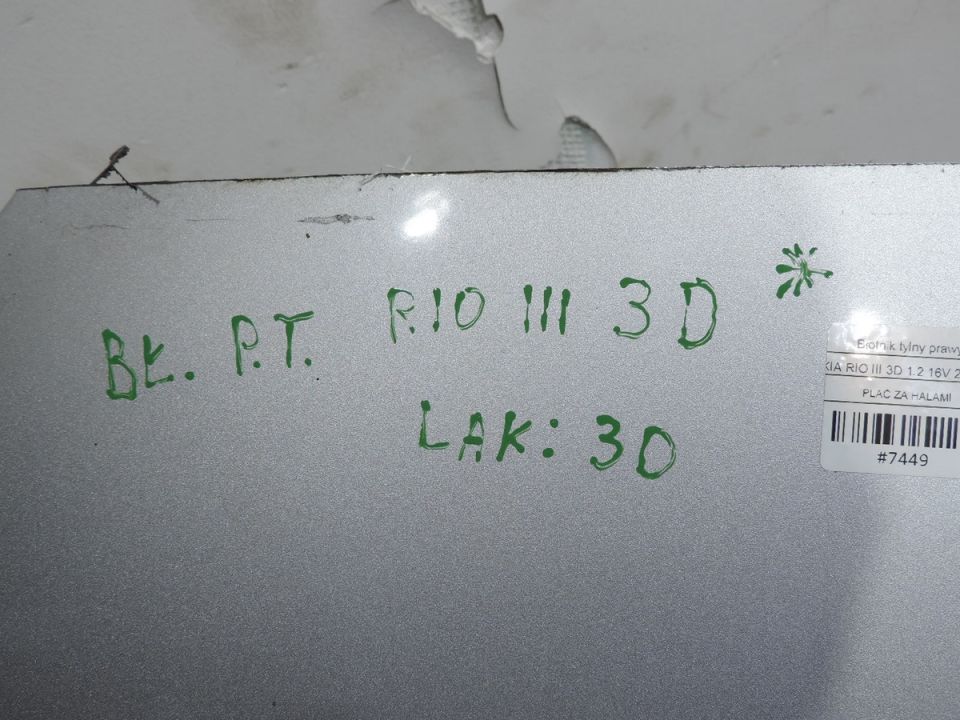 BŁ. P.T. RIO III 3D *
LAK: 3D
Błotnik tylny prawy
KIA RIO III 3D 1.2 16V 2
PLAC ZA HALAMI
#7449